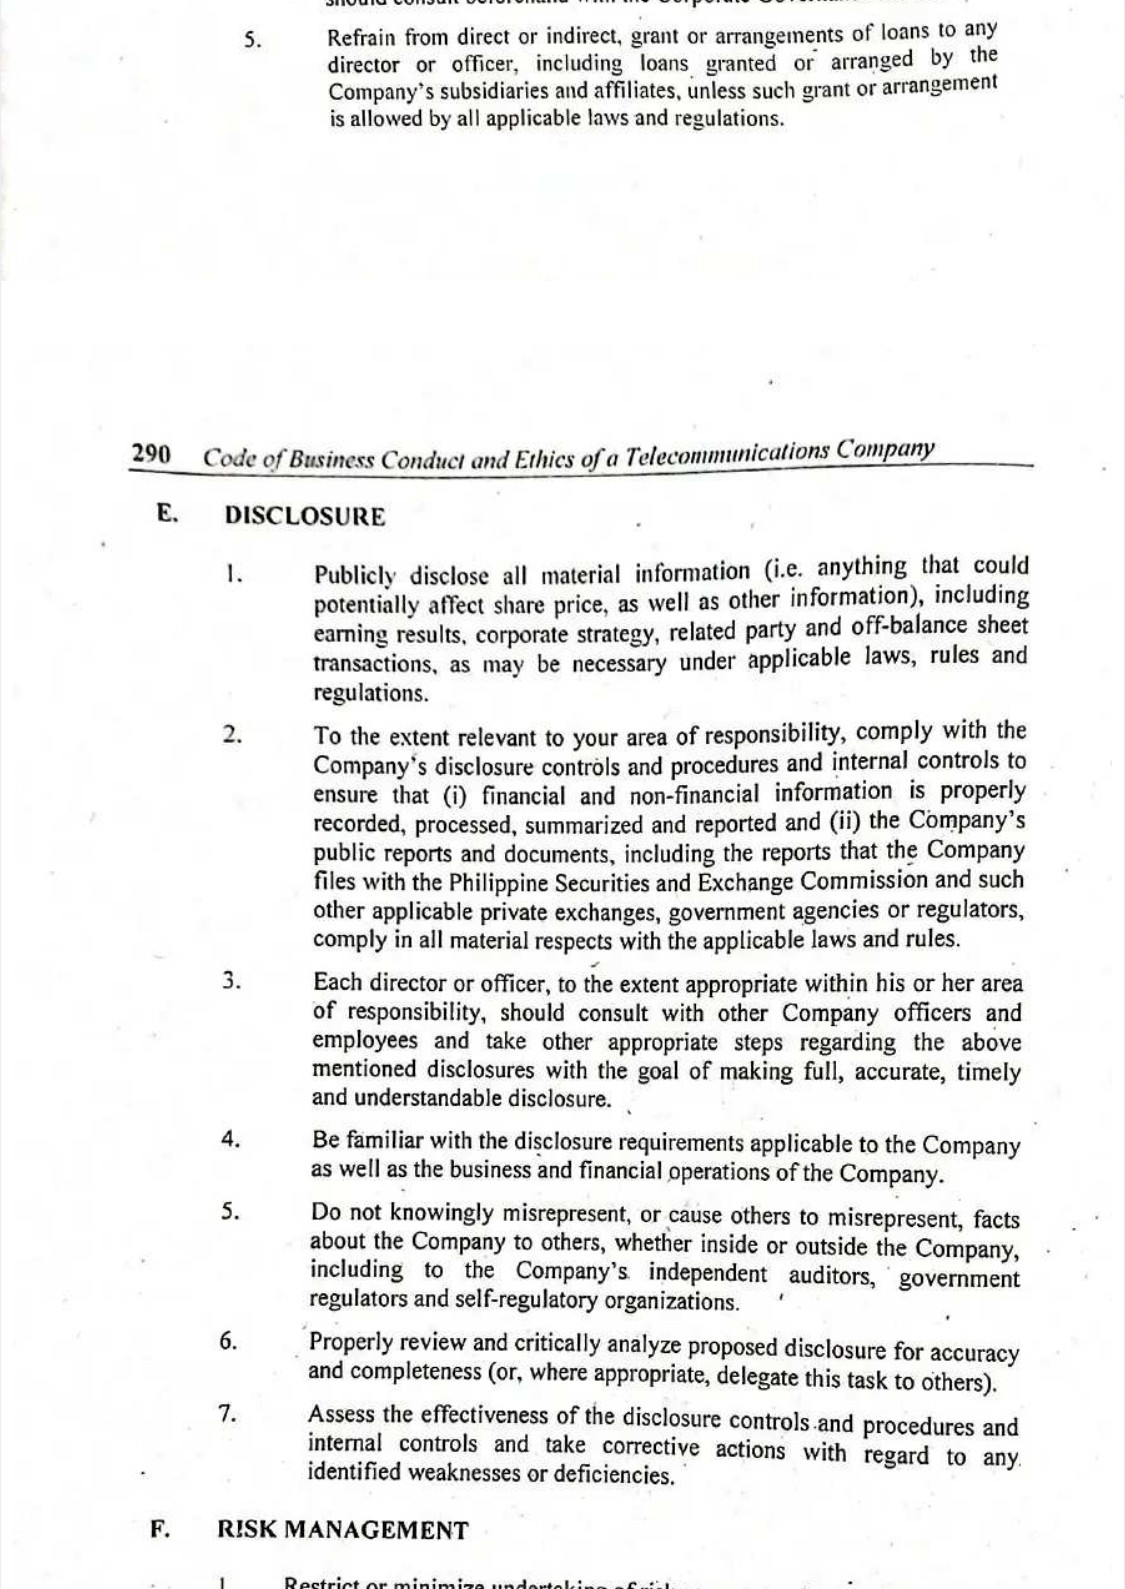 should consult beforehand with the Corporate
5. Refrain from direct or indirect, grant or arrangements of loans to any
director or officer, including loans granted or arranged by the
Company's subsidiaries and affiliates, unless such grant or arrangement
is allowed by all applicable laws and regulations.
290 Code of Business Conduct and Ethics of a Telecommunications Company
E. DISCLOSURE
1. Publicly disclose all material information (i.e. anything that could
potentially affect share price, as well as other information), including
earning results, corporate strategy, related party and off-balance sheet
transactions, as may be necessary under applicable laws, rules and
regulations.
2. To the extent relevant to your area of responsibility, comply with the
Company's disclosure controls and procedures and internal controls to
ensure that (i) financial and non-financial information is properly
recorded, processed, summarized and reported and (ii) the Company's
public reports and documents, including the reports that the Company
files with the Philippine Securities and Exchange Commission and such
other applicable private exchanges, government agencies or regulators,
comply in all material respects with the applicable laws and rules.
3. Each director or officer, to the extent appropriate within his or her area
of responsibility, should consult with other Company officers and
employees and take other appropriate steps regarding the above
mentioned disclosures with the goal of making full, accurate, timely
and understandable disclosure.
4. Be familiar with the disclosure requirements applicable to the Company
as well as the business and financial operations of the Company.
5. Do not knowingly misrepresent, or cause others to misrepresent, facts
about the Company to others, whether inside or outside the Company,
including to the Company's independent auditors, government
regulators and self-regulatory organizations.
6. Properly review and critically analyze proposed disclosure for accuracy
and completeness (or, where appropriate, delegate this task to others).
7. Assess the effectiveness of the disclosure controls and procedures and
internal controls and take corrective actions with regard to any
identified weaknesses or deficiencies.
F. RISK MANAGEMENT
1 Restrict or minimize undertaking of